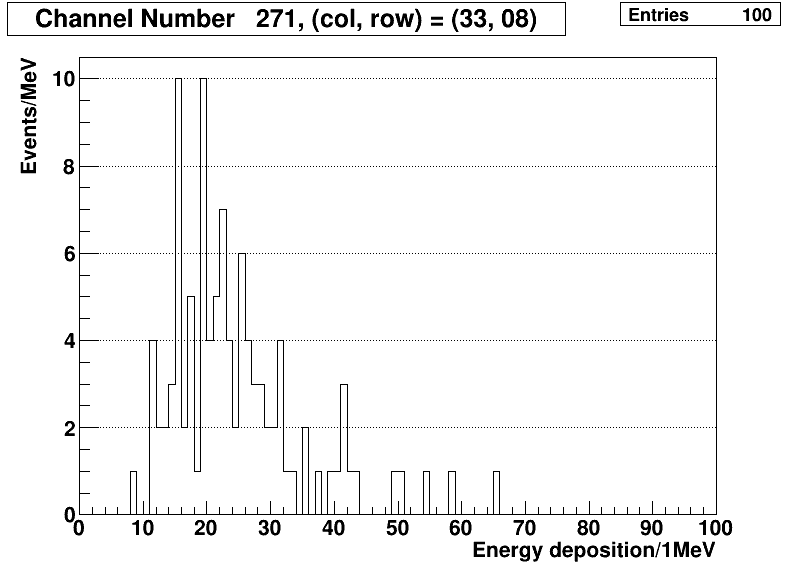 Channel Number 271, (col, row) = (33, 08)
Entries 100
Events/MeV
10
8
6
4
2
0
0 10 20 30 40 50 60 70 80 90 100
Energy deposition/1MeV